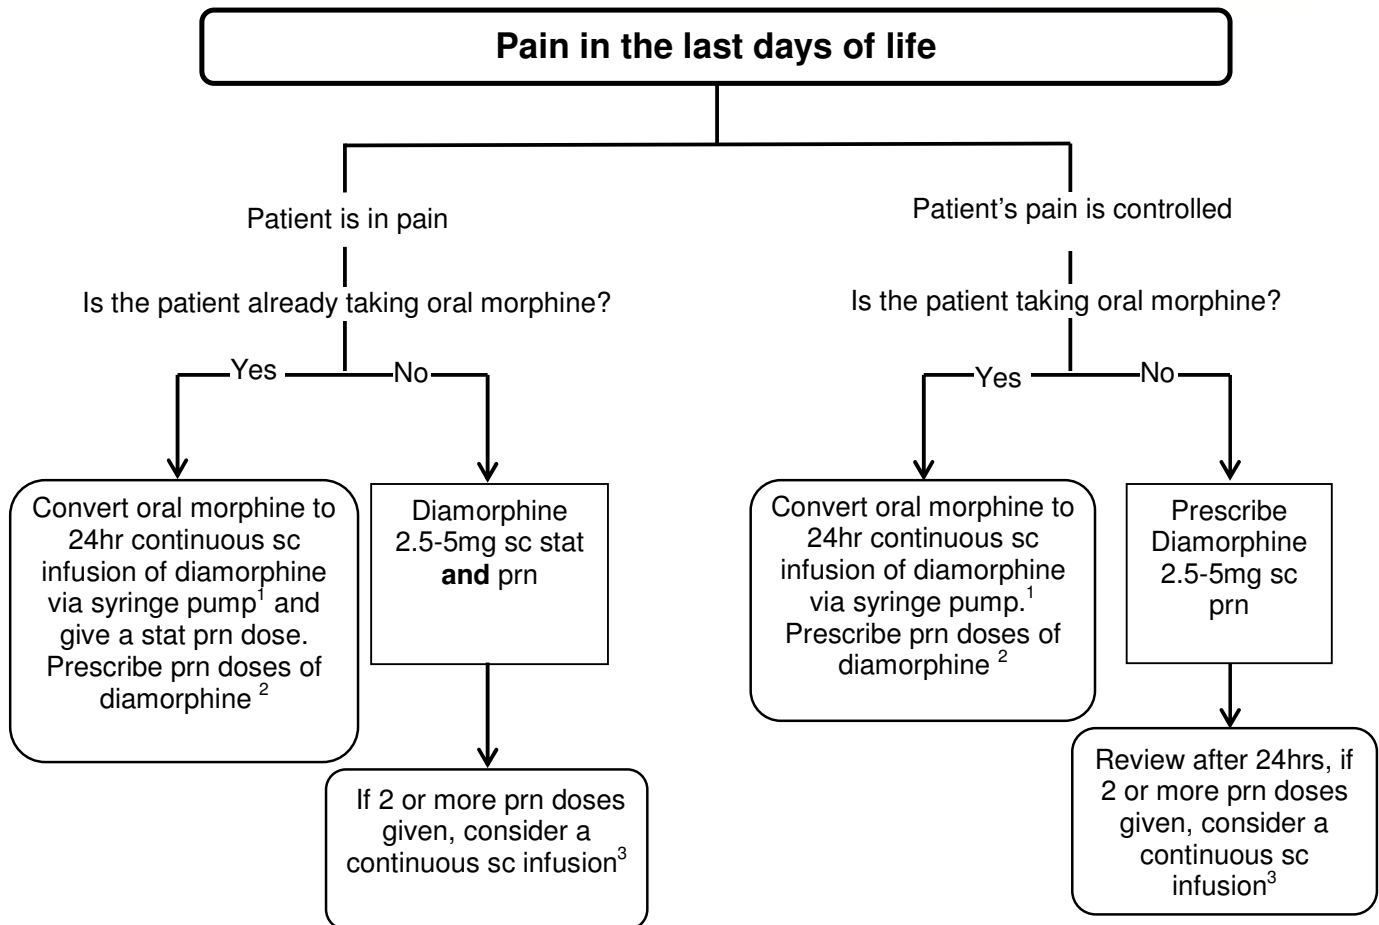 Pain in the last days of life
Patient is in pain
Is the patient already taking oral morphine?
Yes
No
Convert oral morphine to
24hr continuous sc
infusion of diamorphine
via syringe pump¹ and
give a stat prn dose.
Prescribe prn doses of
diamorphine ²
Diamorphine
2.5-5mg sc stat
and prn
If 2 or more prn doses
given, consider a
continuous sc infusion³
Patient's pain is controlled
Is the patient taking oral morphine?
Yes
No
Convert oral morphine to
24hr continuous sc
infusion of diamorphine
via syringe pump.¹
Prescribe prn doses of
diamorphine ²
Prescribe
Diamorphine
2.5-5mg sc
prn
Review after 24hrs, if
2 or more prn doses
given, consider a
continuous sc
infusion³